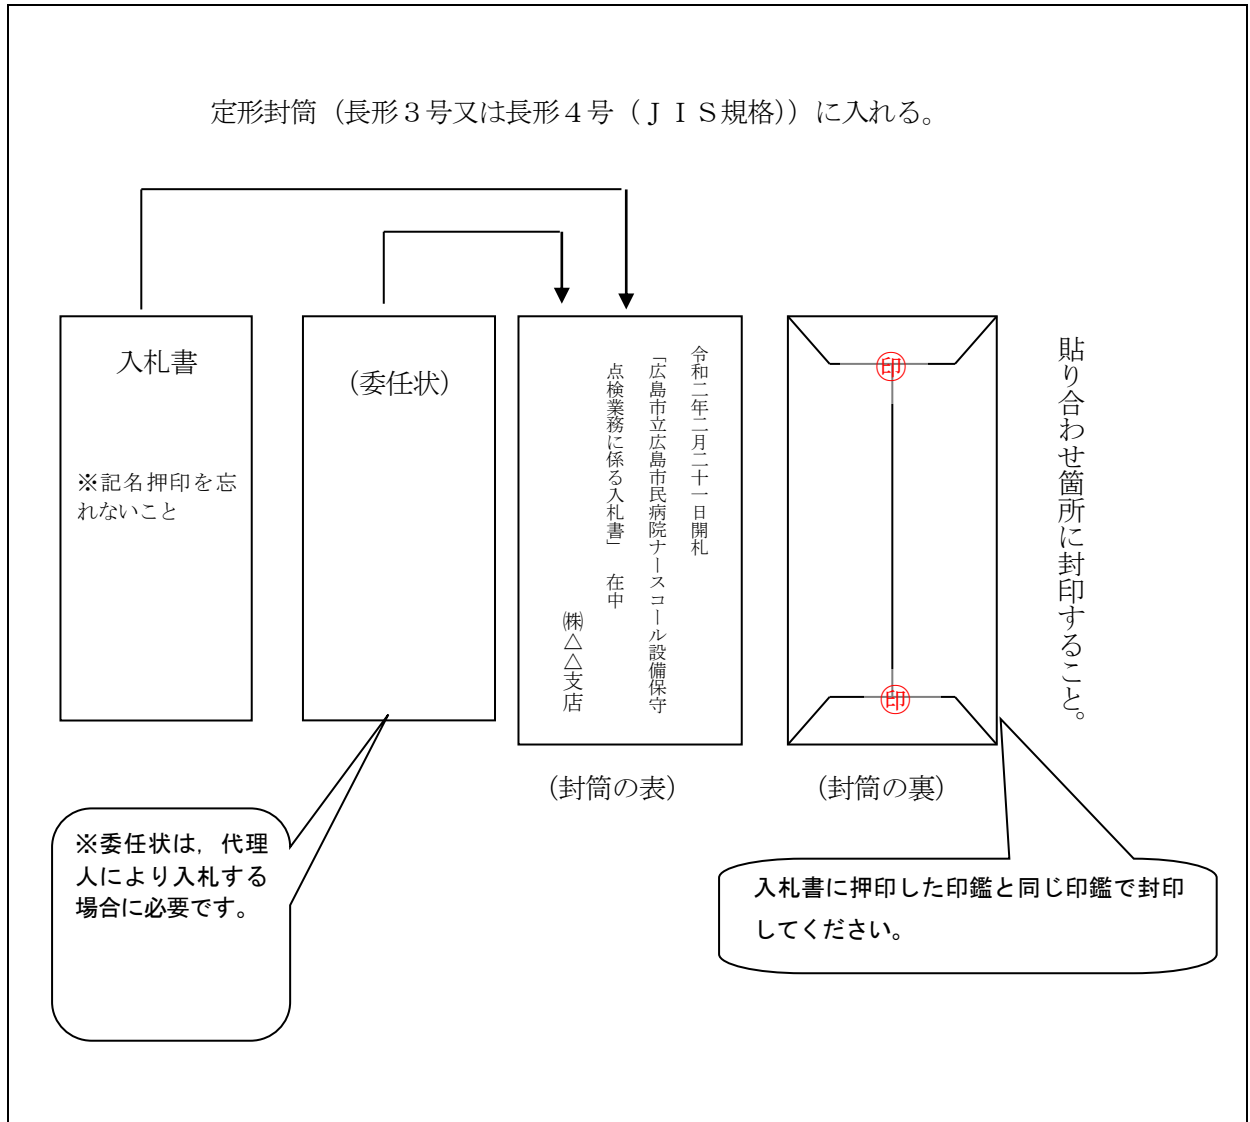 定形封筒（長形３号又は長形４号（ＪＩＳ規格））に入れる。
入札書
※記名押印を忘
れないこと
（委任状）
令和二年二月二十一日開札
「広島市立広島市民病院ナースコール設備保守
点検業務に係る入札書」　在中
㈱△△支店
印
印
貼り合わせ箇所に封印すること。
（封筒の表）
（封筒の裏）
※委任状は，代理
人により入札する
場合に必要です。
入札書に押印した印鑑と同じ印鑑で封印
してください。